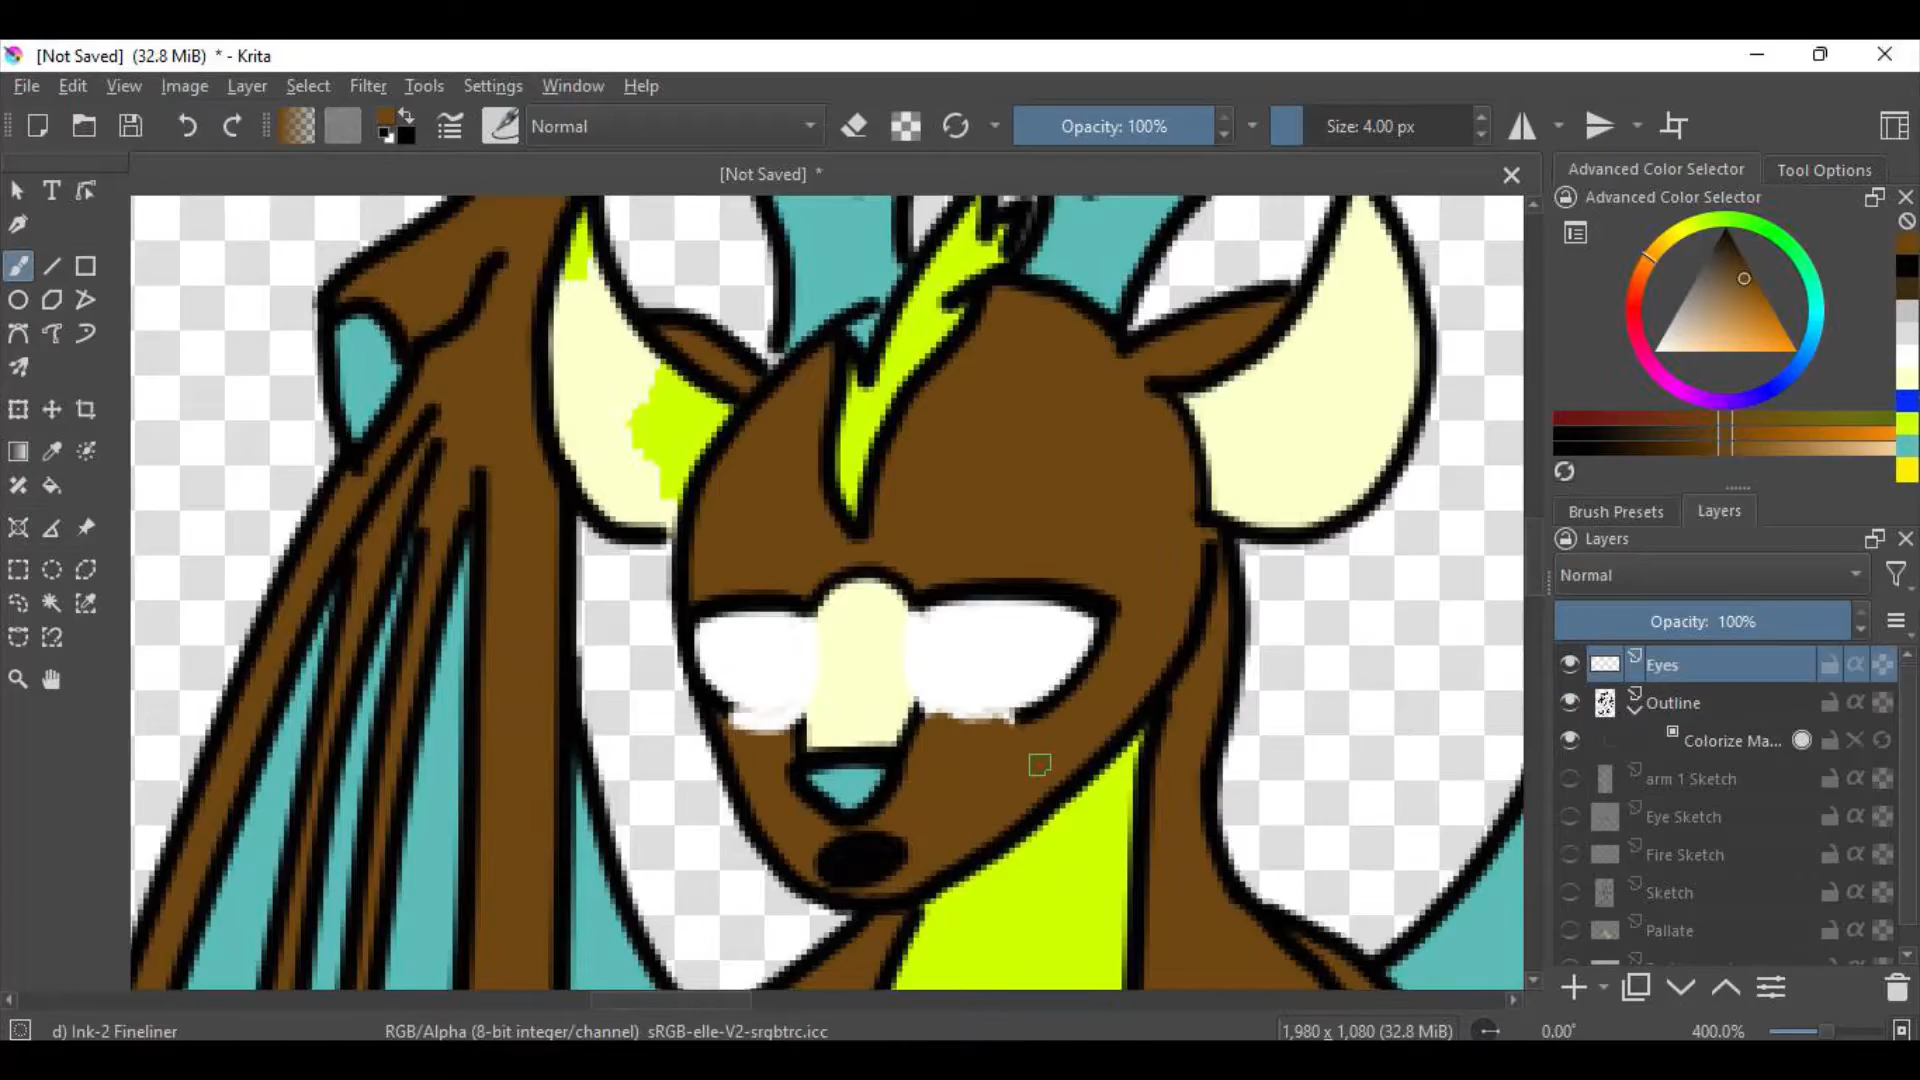 [Not Saved] (32.8 MiB) * - Krita
File Edit View Image Layer Select Filter Tools Settings Window Help
Normal Opacity: 100% Size: 4.00 px
[Not Saved] *
Advanced Color Selector Tool Options
Advanced Color Selector
Brush Presets Layers
Layers
Normal
Opacity: 100%
Eyes
Outline
Colorize Ma...
arm 1 Sketch
Eye Sketch
Fire Sketch
Sketch
Pallate
d) Ink-2 Fineliner RGB/Alpha (8-bit integer/channel) sRGB-elle-V2-srgbtrc.icc 1,980 x 1,080 (32.8 MiB) 0.00° 400.0%